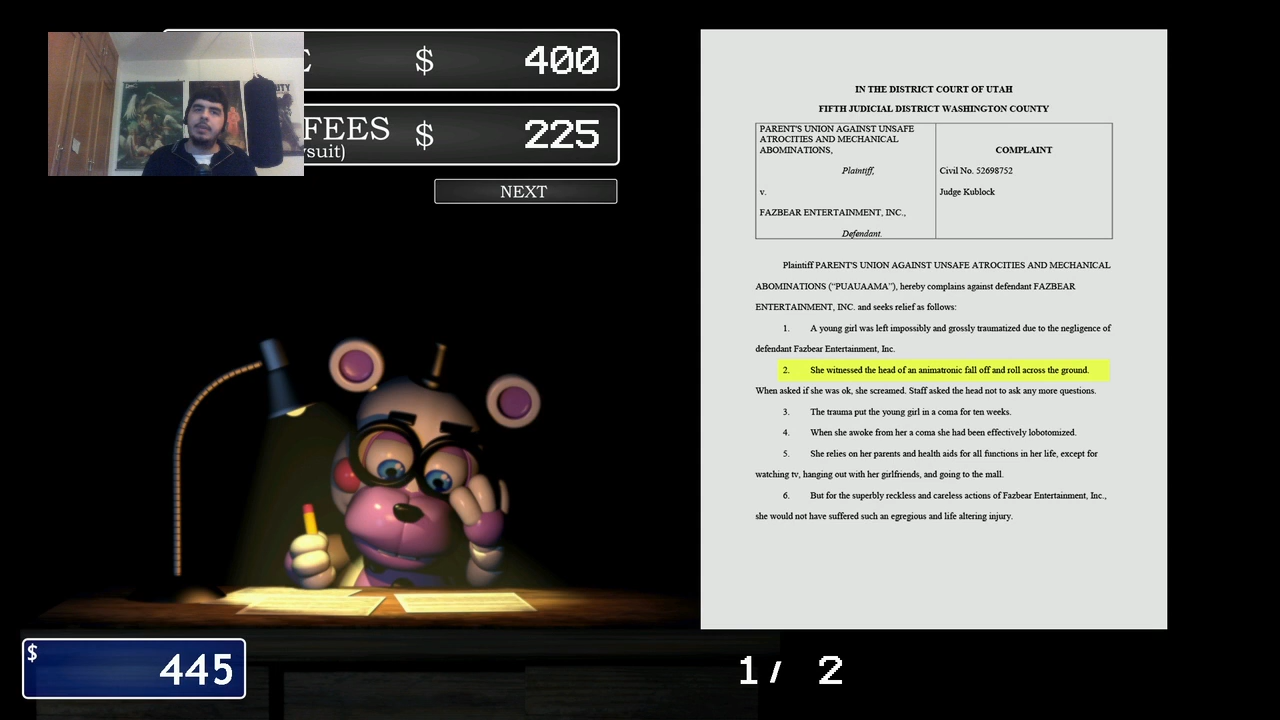 E $ 400
FEES $ 225
suit)
NEXT
IN THE DISTRICT COURT OF UTAH
FIFTH JUDICIAL DISTRICT WASHINGTON COUNTY
PARENT'S UNION AGAINST UNSAFE
ATROCITIES AND MECHANICAL
ABOMINATIONS,
Plaintiff,
v.
FAZBEAR ENTERTAINMENT, INC.,
Defendant.
COMPLAINT
Civil No. 52698752
Judge Kublock
Plaintiff PARENT'S UNION AGAINST UNSAFE ATROCITIES AND MECHANICAL
ABOMINATIONS (“PUAUAAMA”), hereby complains against defendant FAZBEAR
ENTERTAINMENT, INC. and seeks relief as follows:
1. A young girl was left impossibly and grossly traumatized due to the negligence of
defendant Fazbear Entertainment, Inc.
2. She witnessed the head of an animatronic fall off and roll across the ground.
When asked if she was ok, she screamed. Staff asked the head not to ask any more questions.
3. The trauma put the young girl in a coma for ten weeks.
4. When she awoke from her a coma she had been effectively lobotomized.
5. She relies on her parents and health aids for all functions in her life, except for
watching tv, hanging out with her girlfriends, and going to the mall.
6. But for the superbly reckless and careless actions of Fazbear Entertainment, Inc.,
she would not have suffered such an egregious and life altering injury.
$ 445
1 / 2